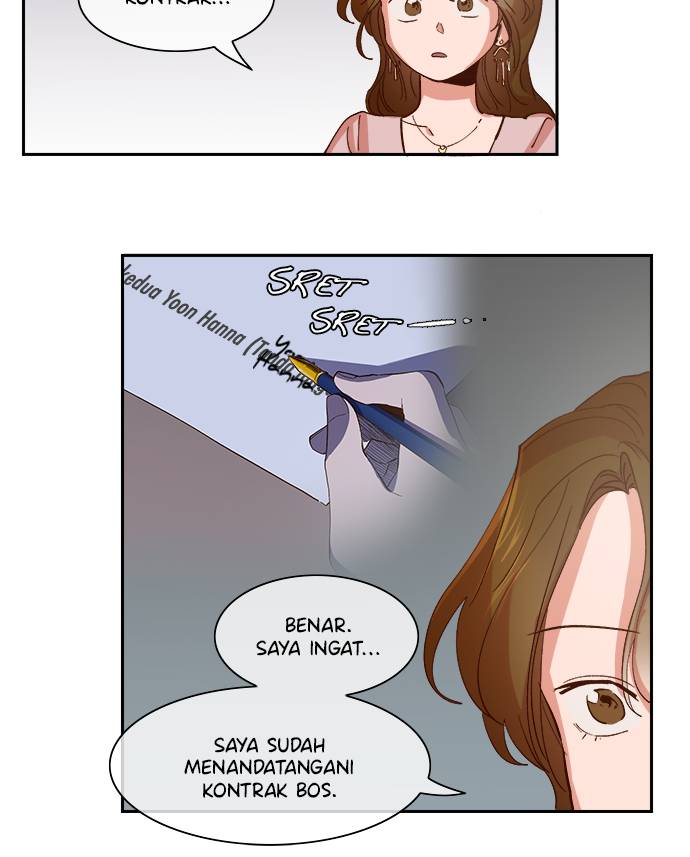 KONTRAK...
SRET
SRET
kedua Yoon Hanna (Tanda
BENAR.
SAYA INGAT...
SAYA SUDAH
MENANDATANGANI
KONTRAK BOS.